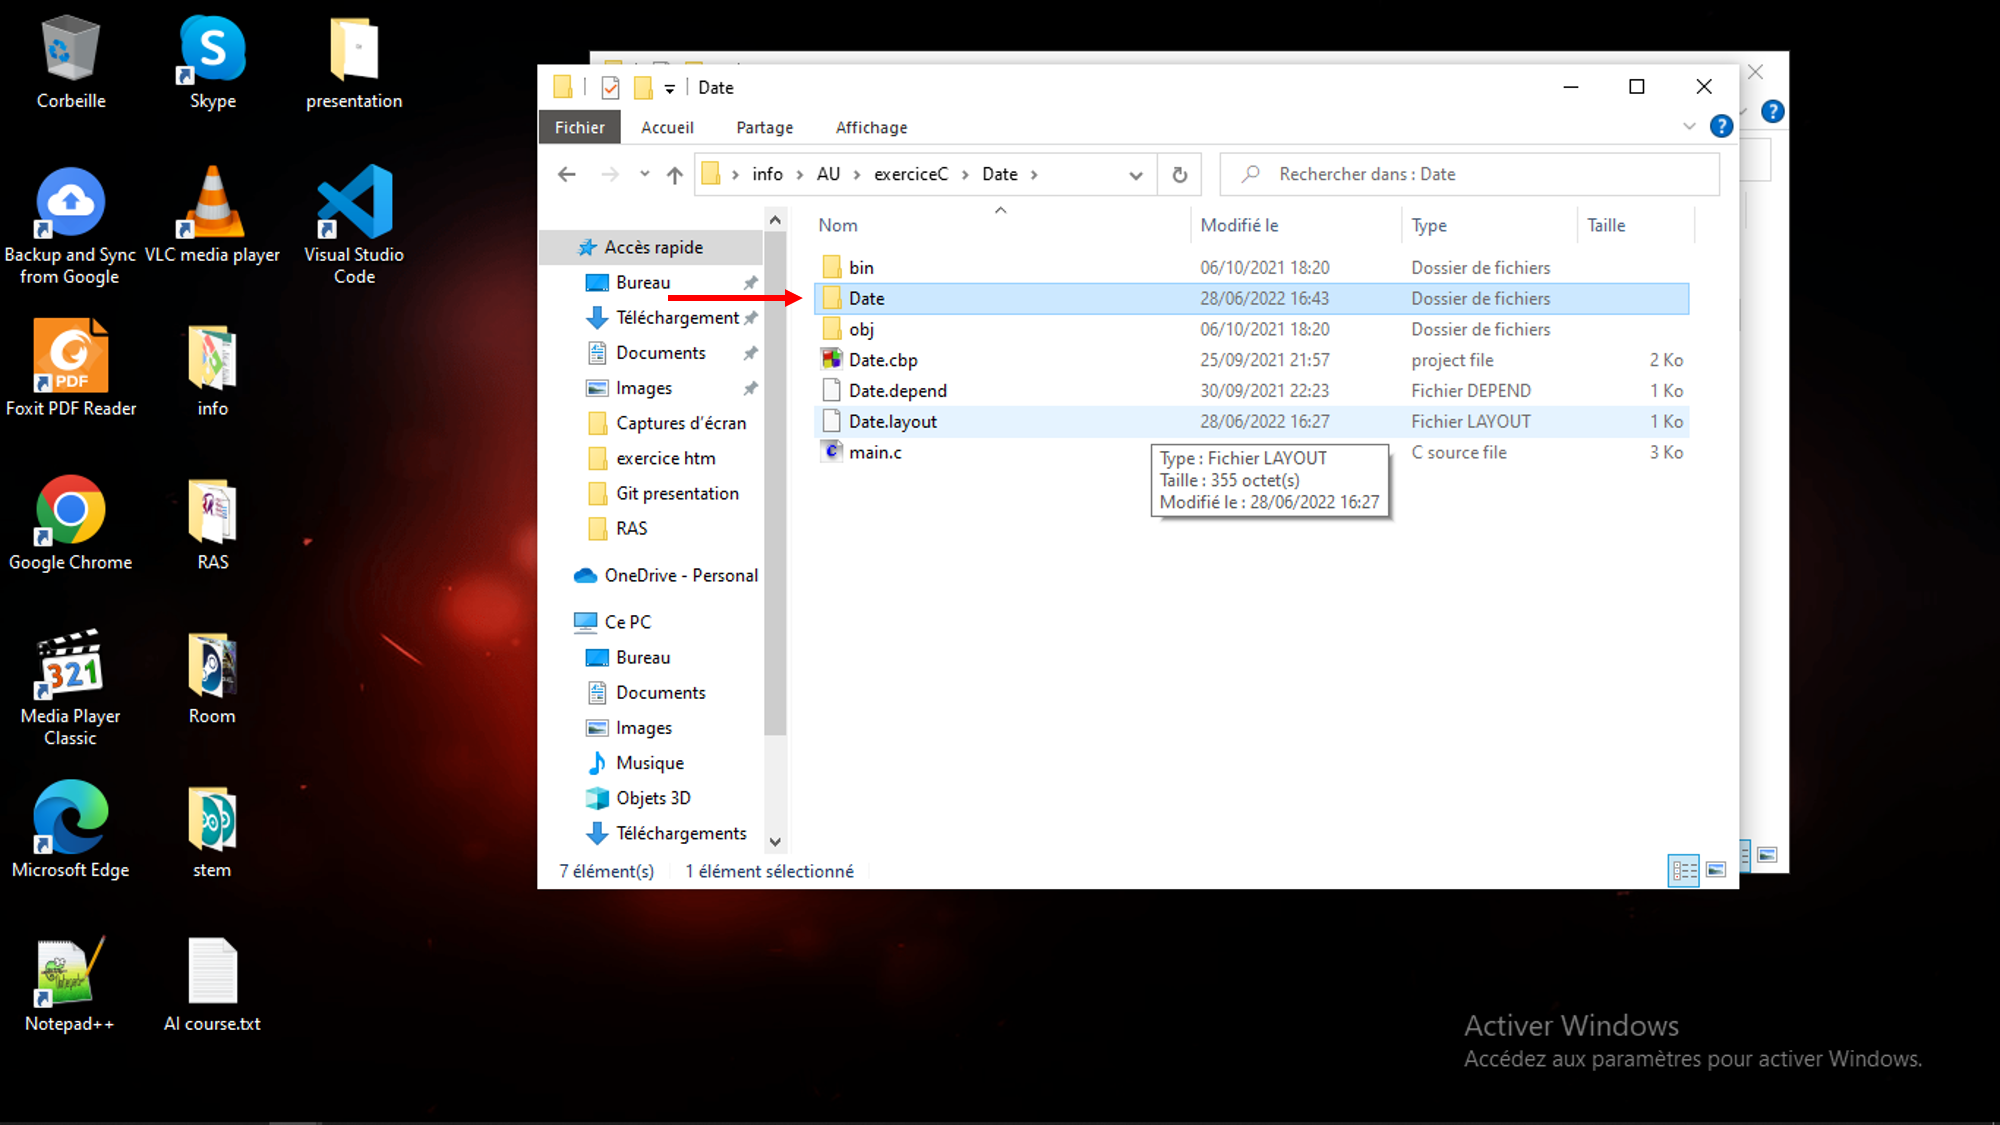 Corbeille
Skype
presentation
Backup and Sync from Google
VLC media player
Visual Studio Code
PDF
Foxit PDF Reader
info
Google Chrome
RAS
321
Media Player Classic
Room
Microsoft Edge
stem
Notepad++
AI course.txt
Date
Fichier
Accueil
Partage
Affichage
info
AU
exerciceC
Date
Rechercher dans : Date
Accès rapide
Bureau
Téléchargement
Documents
Images
Captures d'écran
exercice htm
Git presentation
RAS
OneDrive - Personal
Ce PC
Bureau
Documents
Images
Musique
Objets 3D
Téléchargements
Nom Modifié le Type Taille
bin 06/10/2021 18:20 Dossier de fichiers
Date 28/06/2022 16:43 Dossier de fichiers
obj 06/10/2021 18:20 Dossier de fichiers
Date.cbp 25/09/2021 21:57 project file 2 Ko
Date.depend 30/09/2021 22:23 Fichier DEPEND 1 Ko
Date.layout 28/06/2022 16:27 Fichier LAYOUT 1 Ko
main.c C source file 3 Ko
Type : Fichier LAYOUT
Taille : 355 octet(s)
Modifié le : 28/06/2022 16:27
7 élément(s) 1 élément sélectionné
Activer Windows
Accédez aux paramètres pour activer Windows.